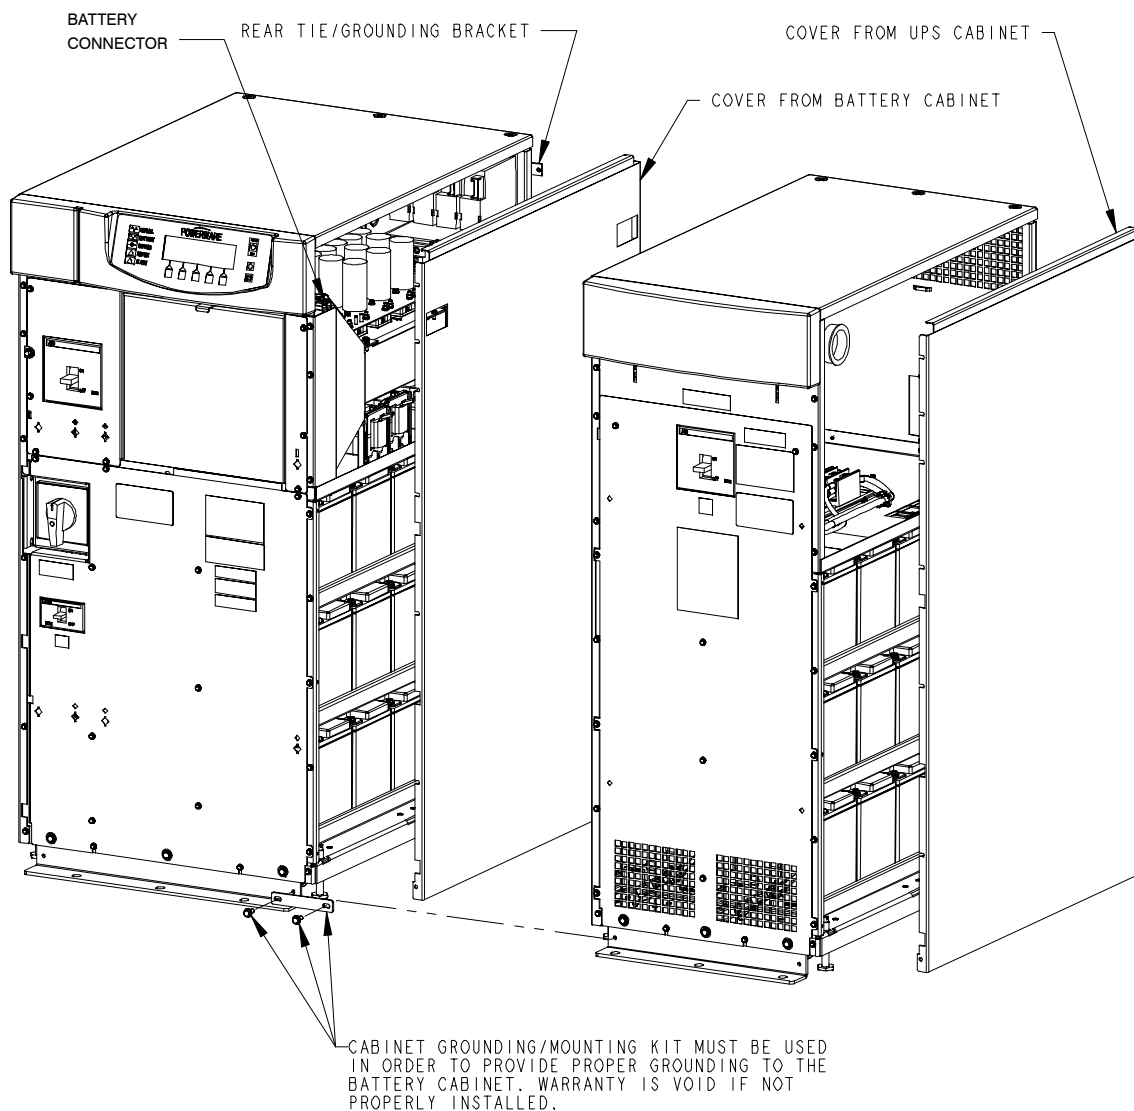 BATTERY
CONNECTOR
REAR TIE/GROUNDING BRACKET
COVER FROM UPS CABINET
COVER FROM BATTERY CABINET
POWERWARE
CABINET GROUNDING/MOUNTING KIT MUST BE USED
IN ORDER TO PROVIDE PROPER GROUNDING TO THE
BATTERY CABINET. WARRANTY IS VOID IF NOT
PROPERLY INSTALLED.